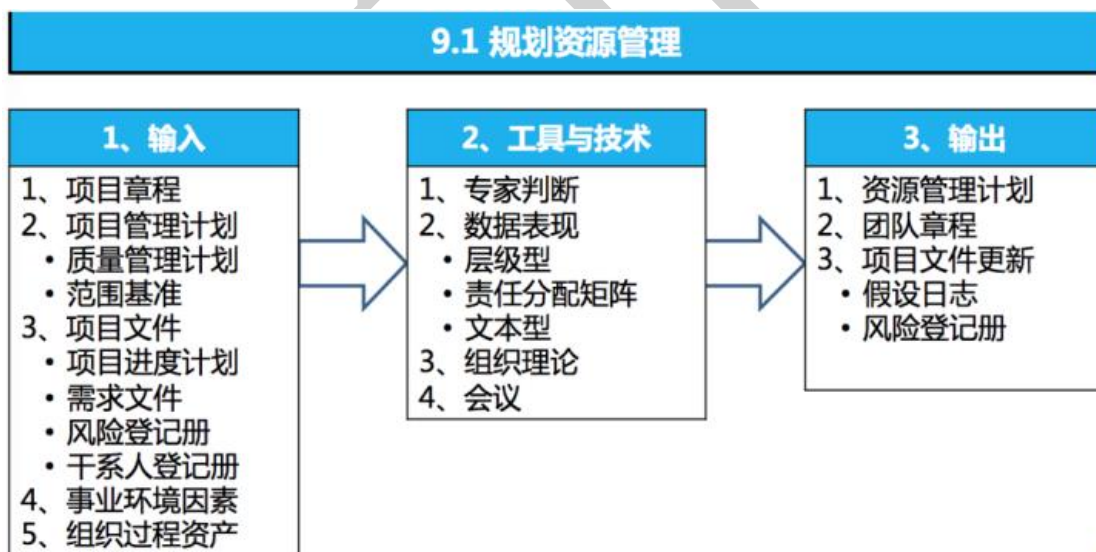 9.1 规划资源管理
1、输入
1、项目章程
2、项目管理计划
• 质量管理计划
• 范围基准
3、项目文件
• 项目进度计划
• 需求文件
• 风险登记册
• 干系人登记册
4、事业环境因素
5、组织过程资产
2、工具与技术
1、专家判断
2、数据表现
• 层级型
• 责任分配矩阵
• 文本型
3、组织理论
4、会议
3、输出
1、资源管理计划
2、团队章程
3、项目文件更新
• 假设日志
• 风险登记册